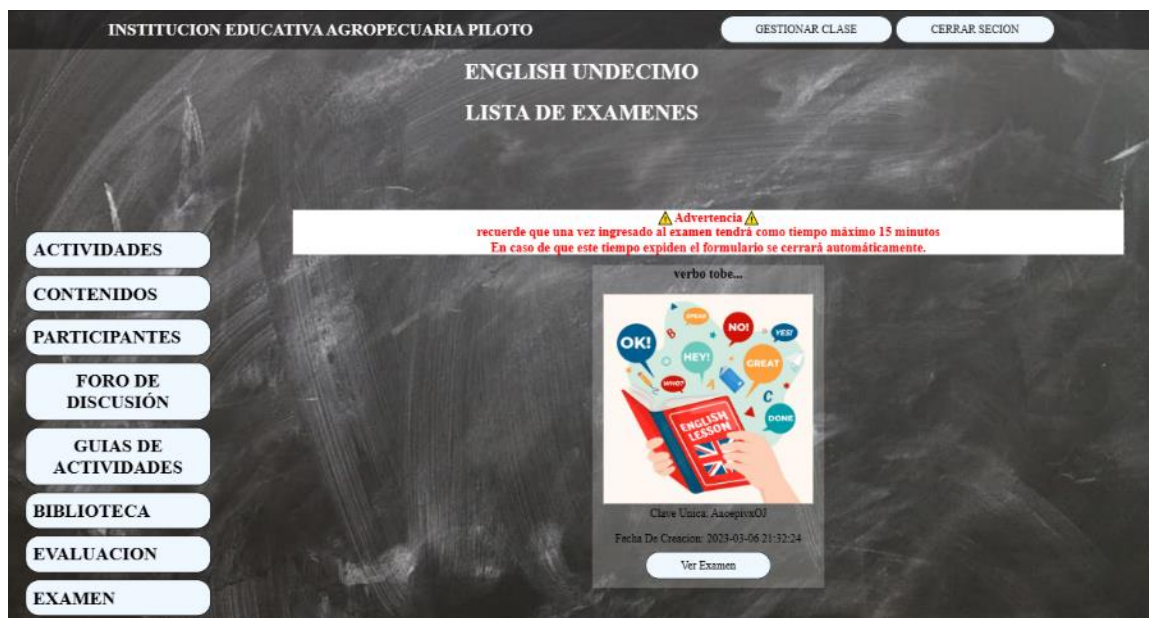 INSTITUCION EDUCATIVA AGROPECUARIA PILOTO
GESTIONAR CLASE
CERRAR SECION
ENGLISH UNDECIMO
LISTA DE EXAMENES
Advertencia
recuerde que una vez ingresado al examen tendrá como tiempo máximo 15 minutos
En caso de que este tiempo expiden el formulario se cerrará automáticamente.
ACTIVIDADES
CONTENIDOS
PARTICIPANTES
FORO DE
DISCUSIÓN
GUIAS DE
ACTIVIDADES
BIBLIOTECA
EVALUACION
EXAMEN
verbo tobe...
SPEAK
B
NO!
YES!
OK!
HEY!
GREAT
WHO?
A
C
DONE
ENGLISH
LESSON
Clave Unica:
Fecha De Creacion: 2023-03-06 21:32:24
Ver Examen